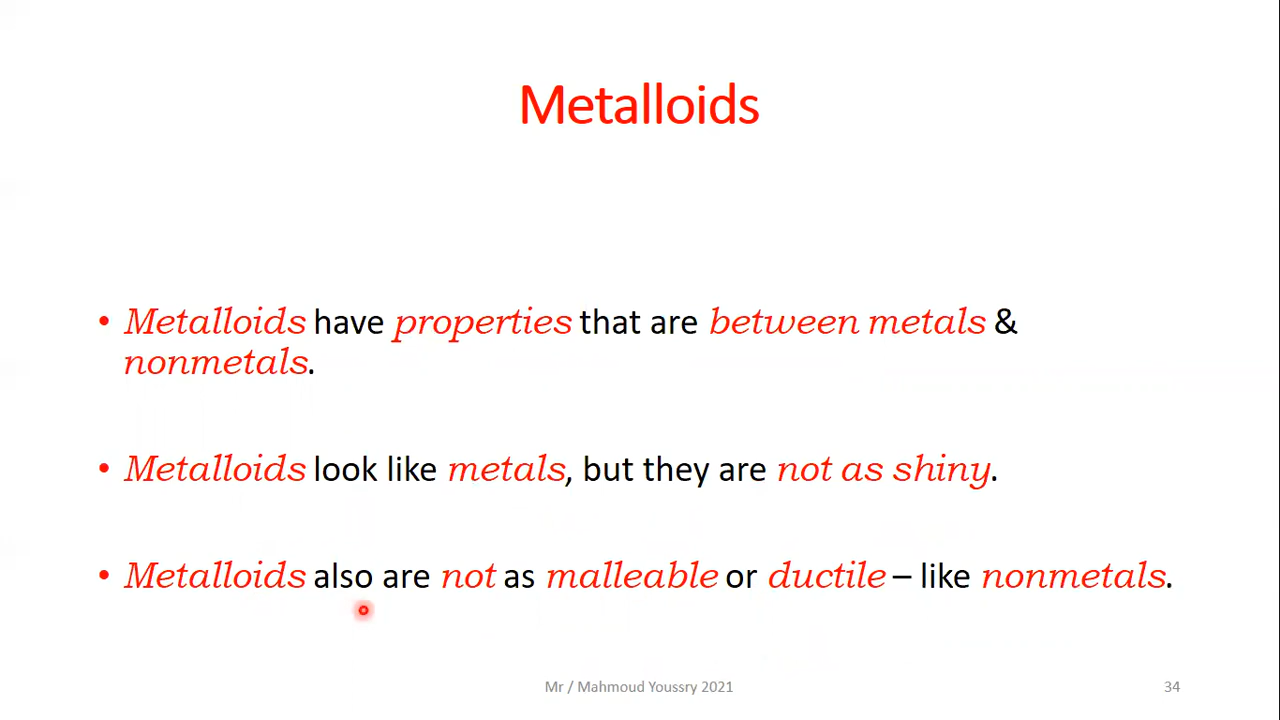 Metalloids
• Metalloids have properties that are between metals &
nonmetals.
• Metalloids look like metals, but they are not as shiny.
• Metalloids also are not as malleable or ductile – like nonmetals.
Mr / Mahmoud Youssry 2021
34